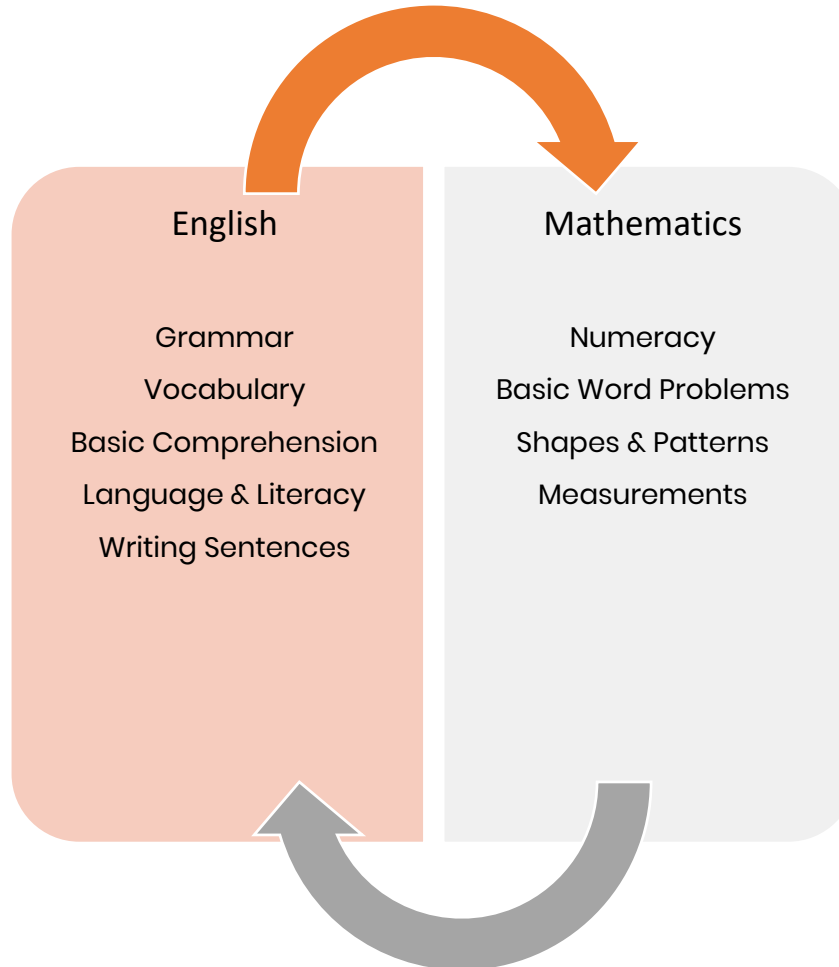 English
Grammar
Vocabulary
Basic Comprehension
Language & Literacy
Writing Sentences
Mathematics
Numeracy
Basic Word Problems
Shapes & Patterns
Measurements